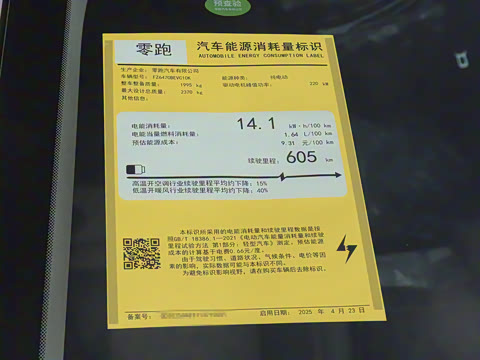 预查验
零跑
汽车能源消耗量标识
AUTOMOBILE ENERGY CONSUMPTION LABEL
生产企业: 零跑汽车有限公司
车辆型号: FZ6470BEVG10K 能源种类: 纯电动
整车整备质量: 1995 kg 驱动电机峰值功率: 220 kW
最大设计总质量: 2370 kg
其他信息:
电能消耗量: 14.1 kW·h/100 km
电能当量燃料消耗量: 1.64 L/100 km
预估能源成本: 9.31 元/100 km
续驶里程: 605 km
高温开空调行业续驶里程平均约下降: 15%
低温开暖风行业续驶里程平均约下降: 40%
本标识所采用的电能消耗量和续驶里程数据是按
照GB/T 18386.1—2021《电动汽车能量消耗量和续驶
里程试验方法 第1部分: 轻型汽车》测定。预估能源
成本的计算基于电费0.66元/度。
由于驾驶习惯、道路状况、气候条件、电价等因
素的影响, 实际数据可能与本标识不同。
为避免标识影响视野, 请在购买车辆后去除标识。
备案号:
启用日期: 2025 年 4 月 23 日